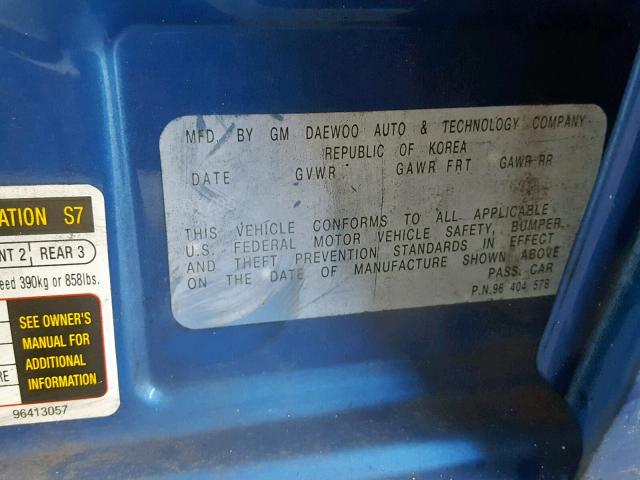 MFD. BY GM DAEWOO AUTO & TECHNOLOGY COMPANY
REPUBLIC OF KOREA
DATE GVWR GAWR FRT GAWR RR
THIS VEHICLE CONFORMS TO ALL APPLICABLE
U.S. FEDERAL MOTOR VEHICLE SAFETY, BUMPER,
AND THEFT PREVENTION STANDARDS IN EFFECT
ON THE DATE OF MANUFACTURE SHOWN ABOVE
PASS. CAR
P.N.96 404 578
ATION S7
NT 2 REAR 3
eed 390kg or 858lbs.
SEE OWNER'S
MANUAL FOR
ADDITIONAL
INFORMATION
RE
96413057